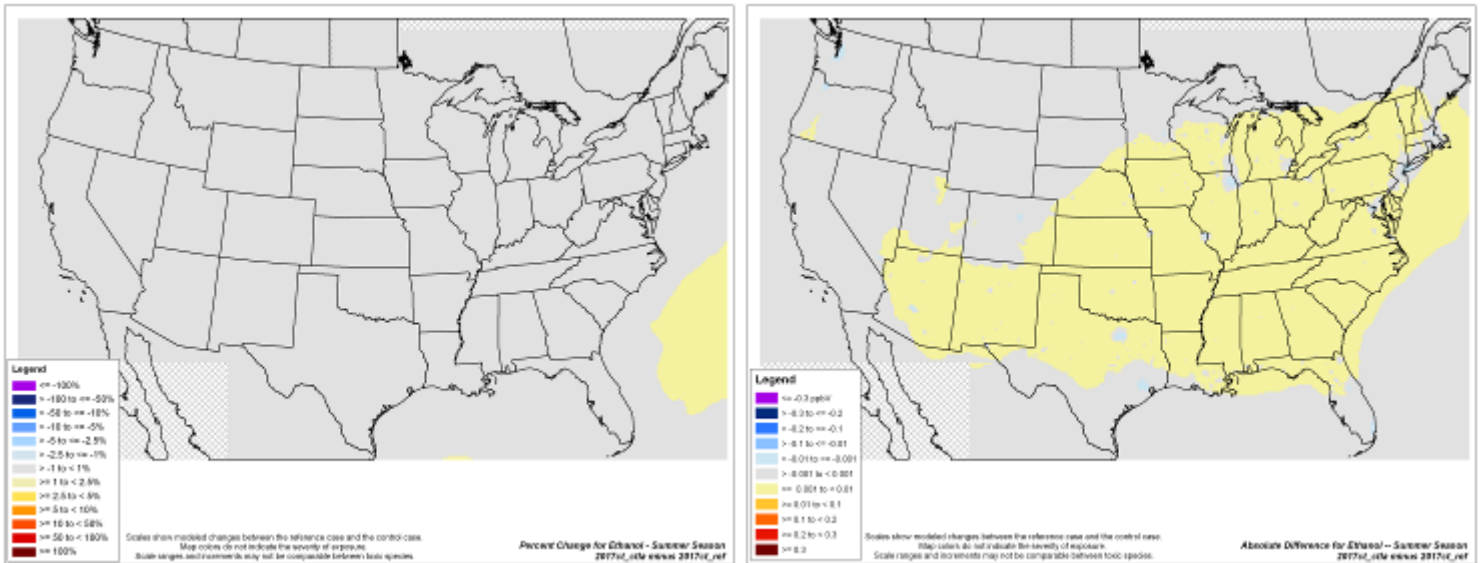 Legend
<= -100%
> -100 to <= -50%
> -50 to <= -10%
> -10 to <= -5%
> -5 to <= -2.5%
> -2.5 to <= -1%
> -1 to < 1%
>= 1 to < 2.5%
>= 2.5 to < 5%
>= 5 to < 10%
>= 10 to < 50%
>= 50 to < 100%
>= 100%
Scales show modeled changes between the reference case and the control case.
Map colors do not indicate the severity of exposure.
Scale ranges and increments may not be comparable between toxic species.
Percent Change for Ethanol - Summer Season
minus
Legend
<= -0.3 ppbV
> -0.3 to <= -0.2
> -0.2 to <= -0.1
> -0.1 to <= -0.01
> -0.01 to <= -0.001
> -0.001 to < 0.001
>= 0.001 to < 0.01
>= 0.01 to < 0.1
>= 0.1 to < 0.2
>= 0.2 to < 0.3
>= 0.3
Scales show modeled changes between the reference case and the control case.
Map colors do not indicate the severity of exposure.
Scale ranges and increments may not be comparable between toxic species.
Absolute Difference for Ethanol -- Summer Season
minus